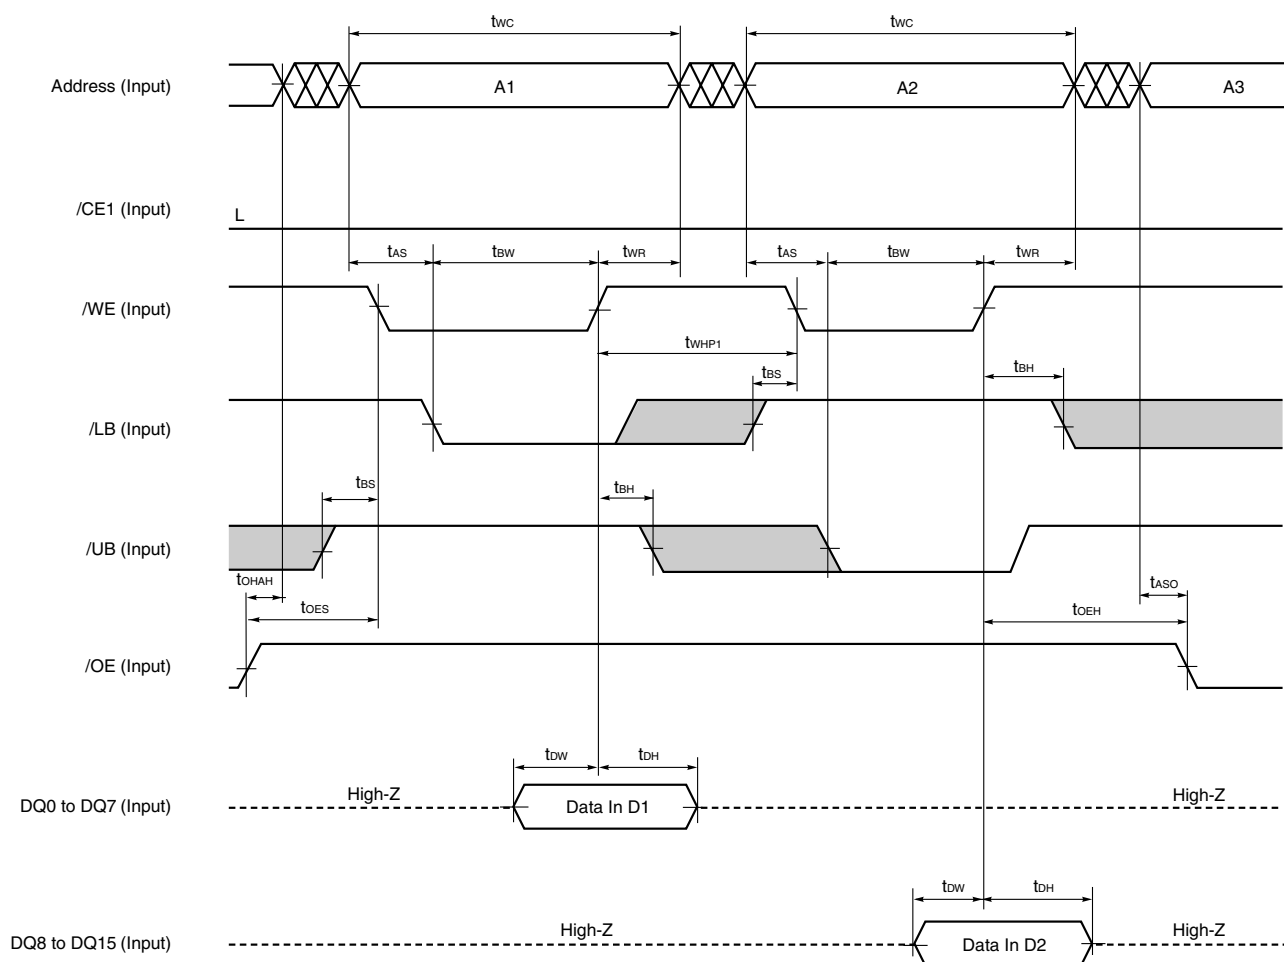 tWC tWC
Address (Input) A1 A2 A3
/CE1 (Input) L
tAS tBW tWR tAS tBW tWR
/WE (Input)
tWHP1
tBS tBH
/LB (Input)
tBS tBH
/UB (Input)
tOHAH tASO
tOES tOEH
/OE (Input)
tDW tDH
DQ0 to DQ7 (Input) High-Z Data In D1 High-Z
tDW tDH
DQ8 to DQ15 (Input) High-Z Data In D2 High-Z